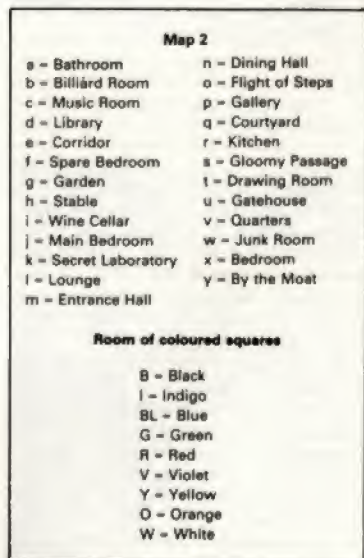 Map 2
a = Bathroom
b = Billiard Room
c = Music Room
d = Library
e = Corridor
f = Spare Bedroom
g = Garden
h = Stable
i = Wine Cellar
j = Main Bedroom
k = Secret Laboratory
l = Lounge
m = Entrance Hall
n = Dining Hall
o = Flight of Steps
p = Gallery
q = Courtyard
r = Kitchen
s = Gloomy Passage
t = Drawing Room
u = Gatehouse
v = Quarters
w = Junk Room
x = Bedroom
y = By the Moat
Room of coloured squares
B = Black
I = Indigo
BL = Blue
G = Green
R = Red
V = Violet
Y = Yellow
O = Orange
W = White